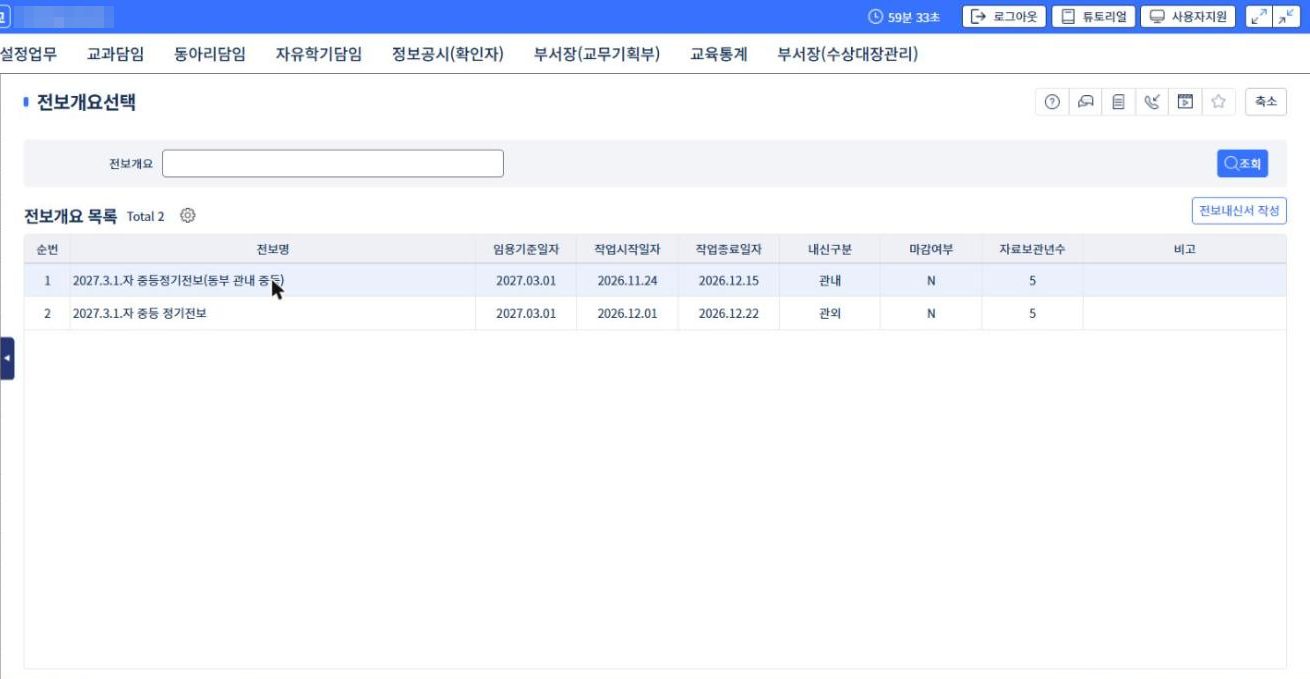 59분 33초 로그아웃 튜토리얼 사용자지원
설정업무 교과담임 동아리담임 자유학기담임 정보공시(확인자) 부서장(교무기획부) 교육통계 부서장(수상대장관리)
전보개요선택 축소
전보개요 조회
전보개요 목록 Total 2 전보내신서 작성
순번 전보명 임용기준일자 작업시작일자 작업종료일자 내신구분 마감여부 자료보관년수 비고
1 2027.3.1.자 중등정기전보(동부 관내 중등) 2027.03.01 2026.11.24 2026.12.15 관내 N 5
2 2027.3.1.자 중등 정기전보 2027.03.01 2026.12.01 2026.12.22 관외 N 5